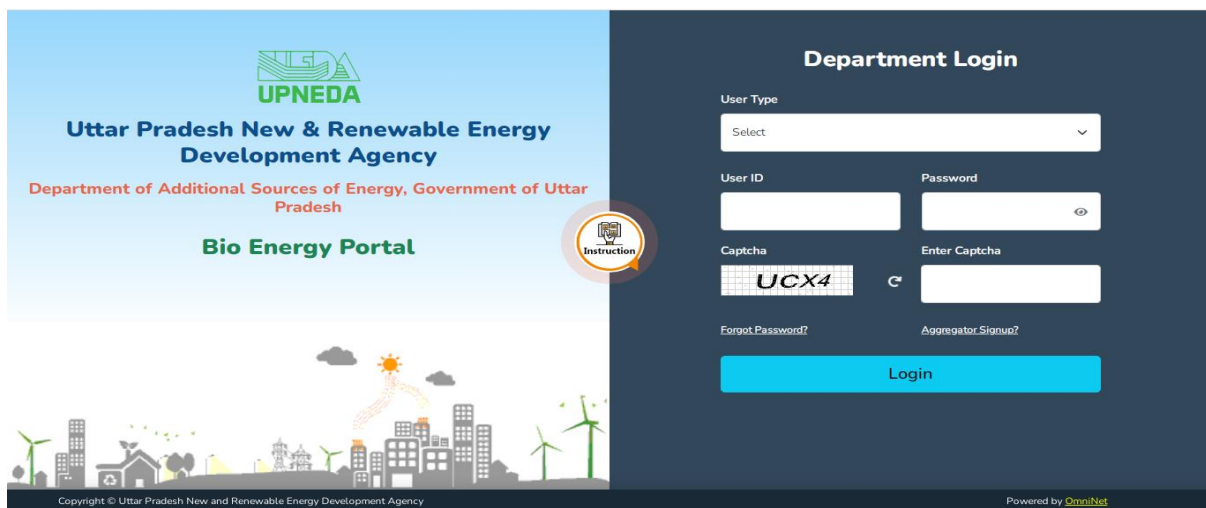 UPNEDA
Uttar Pradesh New & Renewable Energy
Development Agency
Department of Additional Sources of Energy, Government of Uttar
Pradesh
Bio Energy Portal
Instruction
Department Login
User Type
Select
User ID
Password
Captcha
Enter Captcha
UCX4
Forgot Password?
Aggregator Signup?
Login
Copyright © Uttar Pradesh New and Renewable Energy Development Agency
Powered by OmniNet